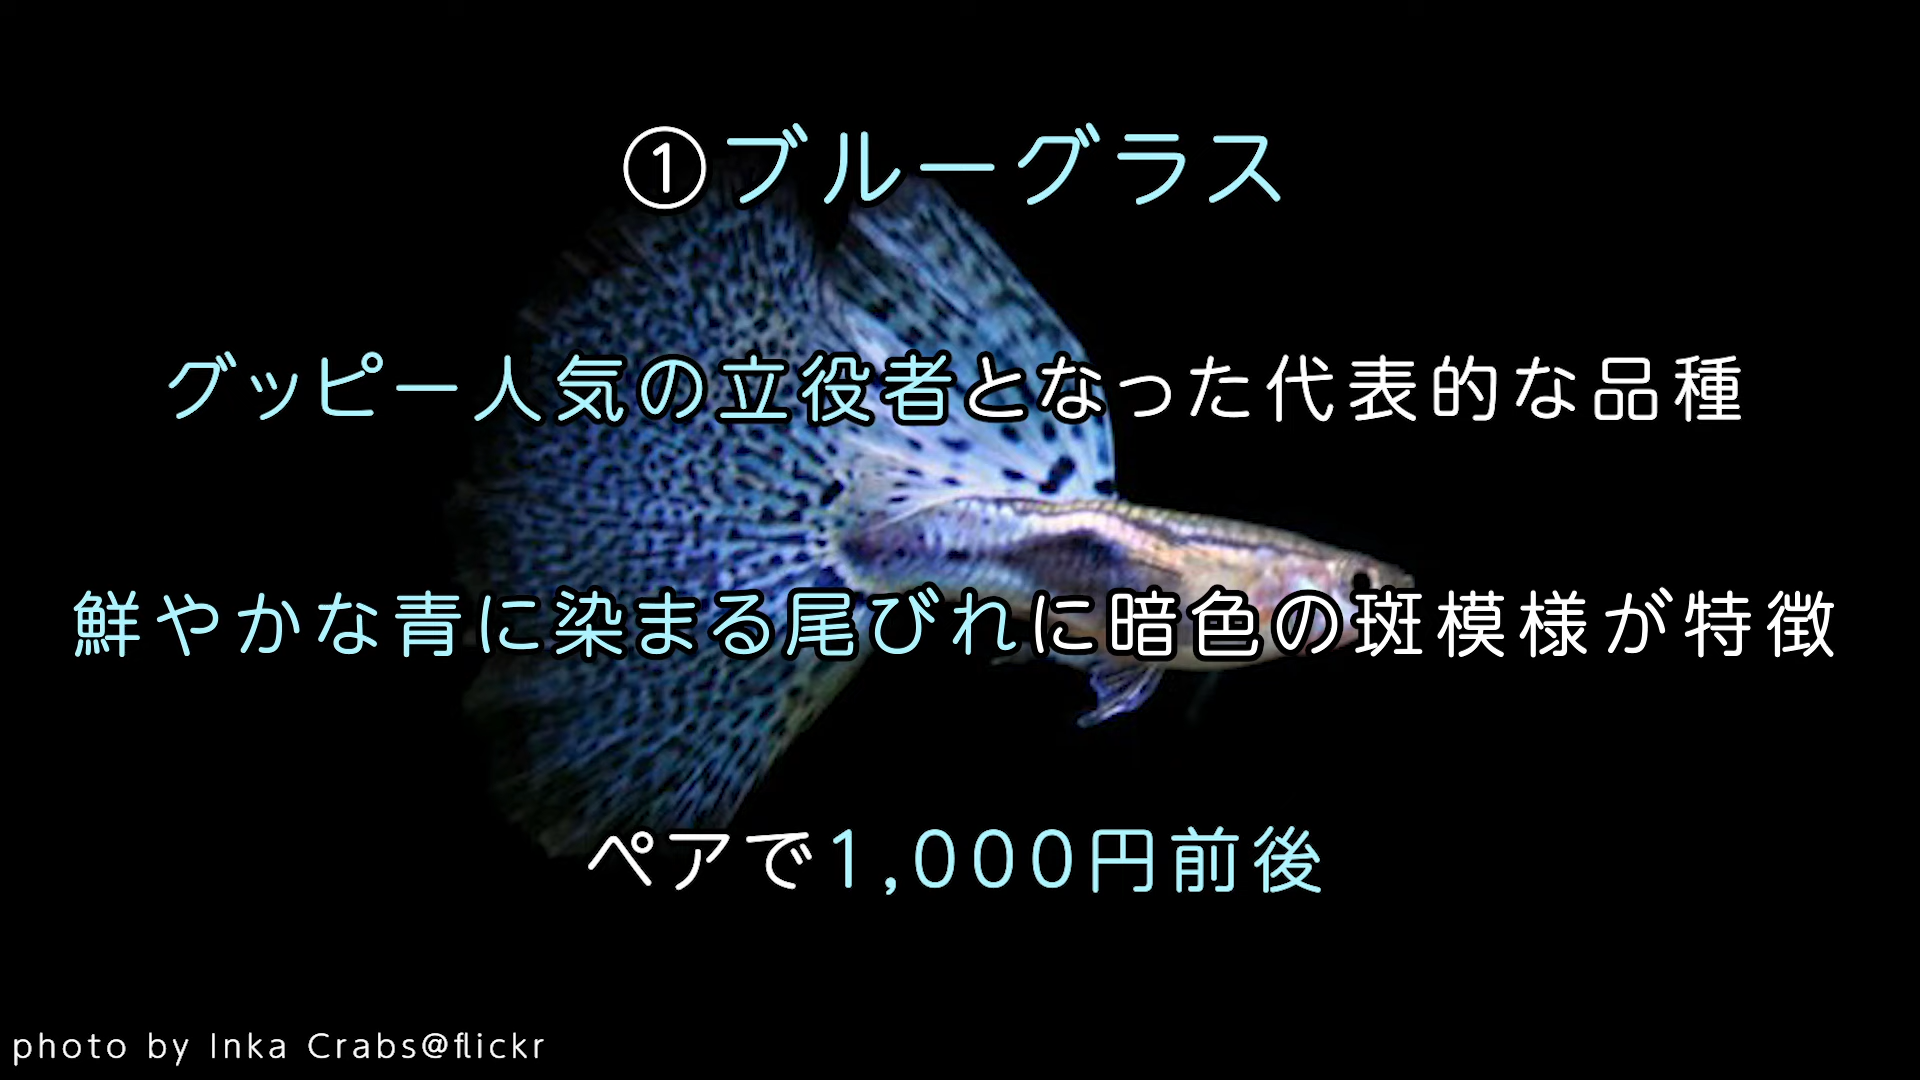 ①ブルーグラス
グッピー人気の立役者となった代表的な品種
鮮やかな青に染まる尾びれに暗色の斑模様が特徴
ペアで1,000円前後
photo by Inka Crabs@flickr